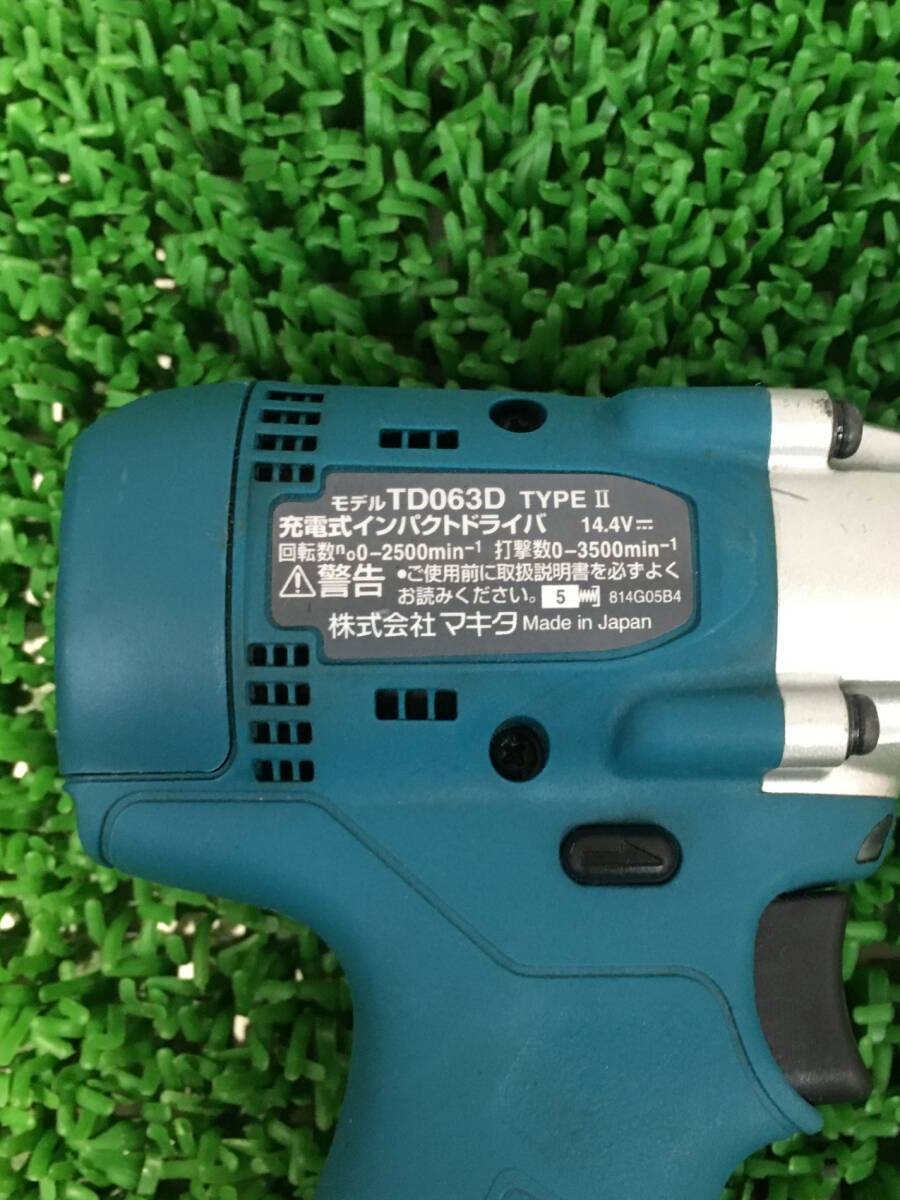 モデルTD063D TYPE II
充電式インパクトドライバ 14.4V⎓
回転数n₀0-2500min⁻¹ 打撃数0-3500min⁻¹
⚠警告 •ご使用前に取扱説明書を必ずよく
お読みください。 5 814G05B4
株式会社マキタ Made in Japan